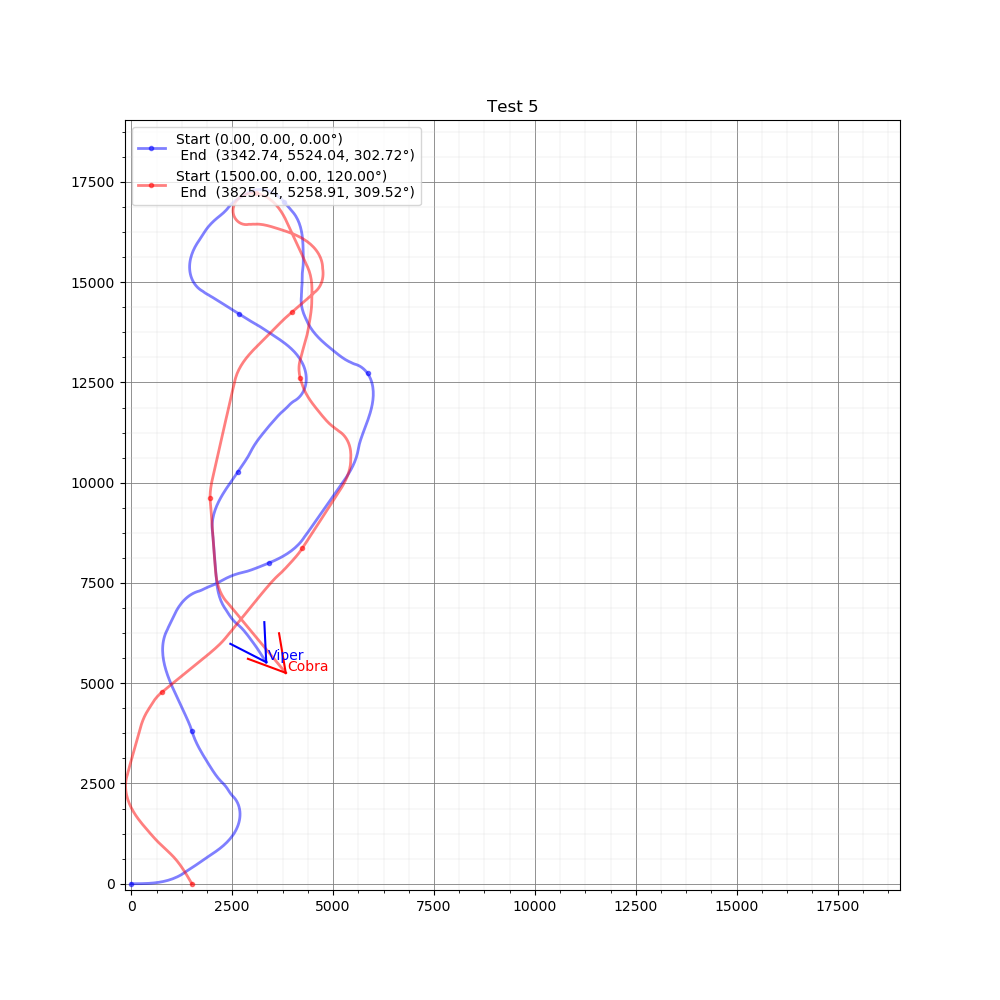 Test 5
Start (0.00, 0.00, 0.00°)
End (3342.74, 5524.04, 302.72°)
Start (1500.00, 0.00, 120.00°)
End (3825.54, 5258.91, 309.52°)
17500
15000
12500
10000
7500
5000
2500
0
Viper
Cobra
0 2500 5000 7500 10000 12500 15000 17500